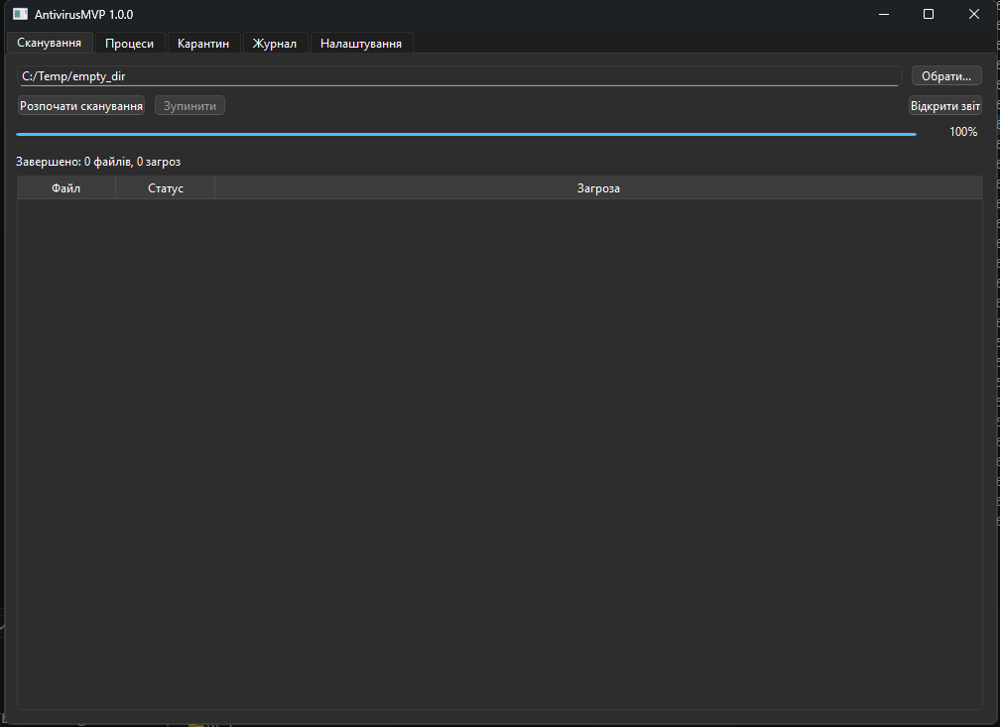 AntivirusMVP 1.0.0
Сканування Процеси Карантин Журнал Налаштування
C:/Temp/empty_dir Обрати...
Розпочати сканування Зупинити Відкрити звіт
100%
Завершено: 0 файлів, 0 загроз
Файл Статус Загроза